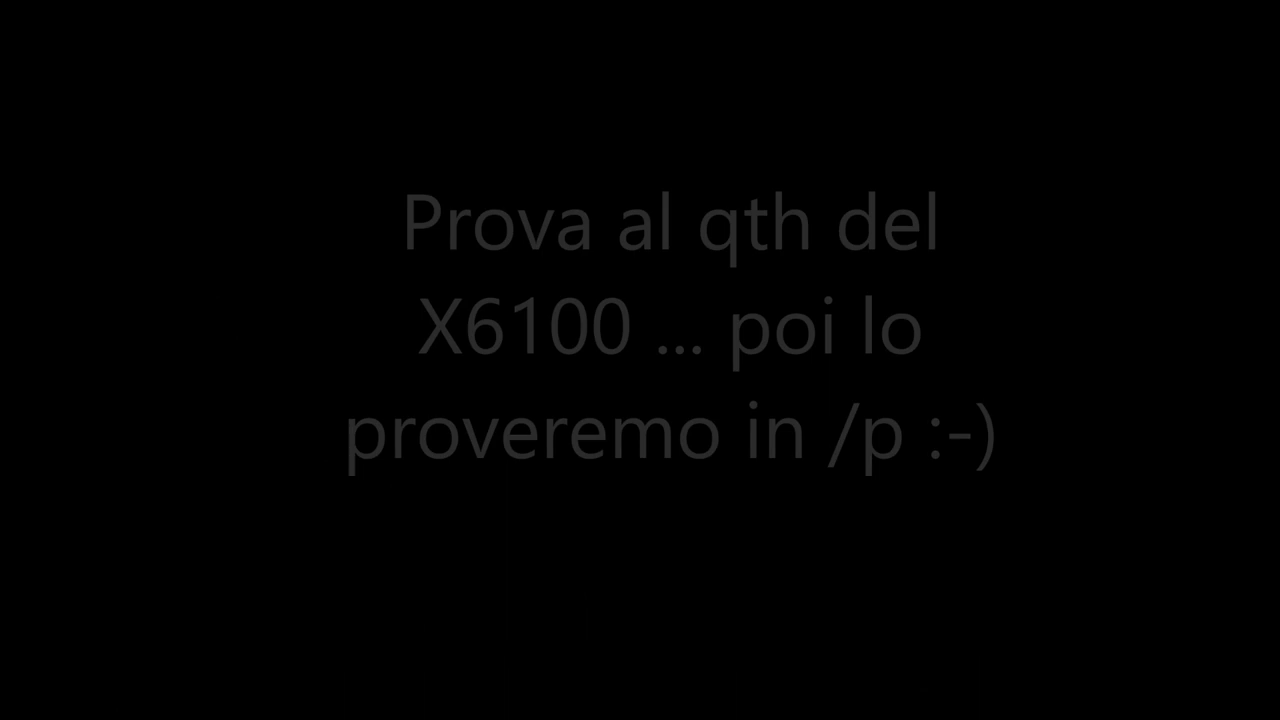 Prova al qth del
X6100 ... poi lo
proveremo in /p :-)